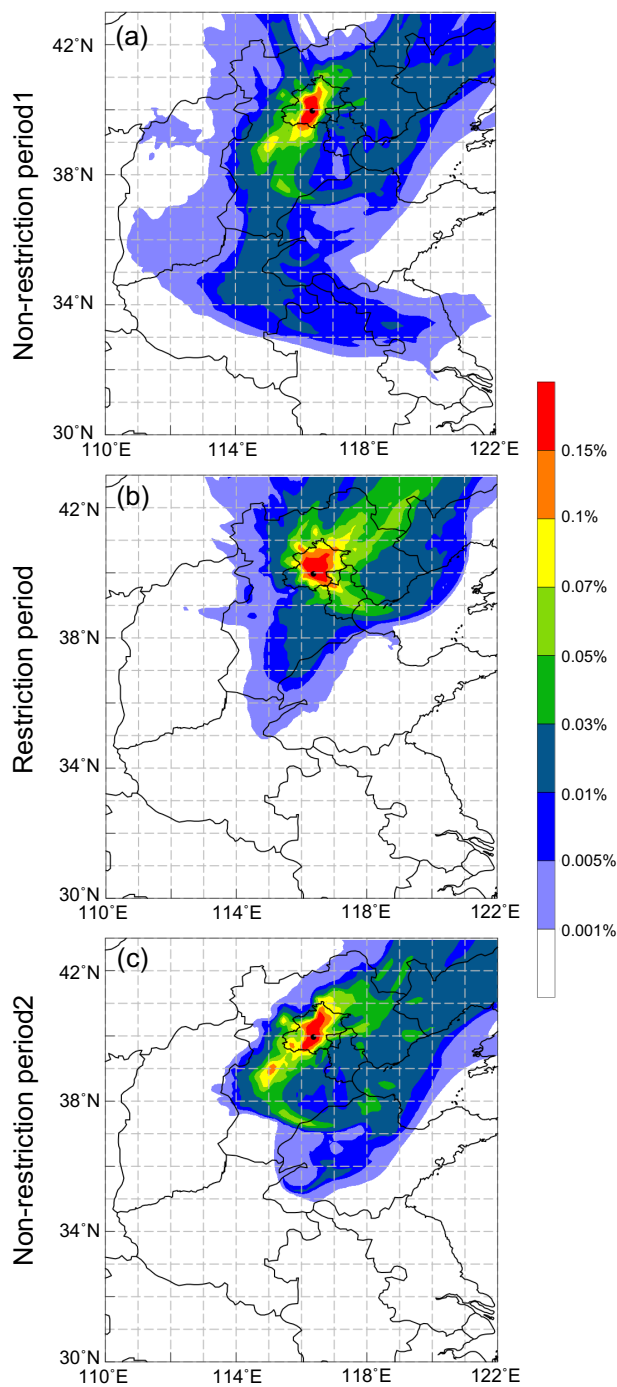 (a)
Non-restriction period1
42°N
38°N
34°N
30°N
110°E 114°E 118°E 122°E
(b)
Restriction period
42°N
38°N
34°N
30°N
110°E 114°E 118°E 122°E
(c)
Non-restriction period2
42°N
38°N
34°N
30°N
110°E 114°E 118°E 122°E
0.15%
0.1%
0.07%
0.05%
0.03%
0.01%
0.005%
0.001%